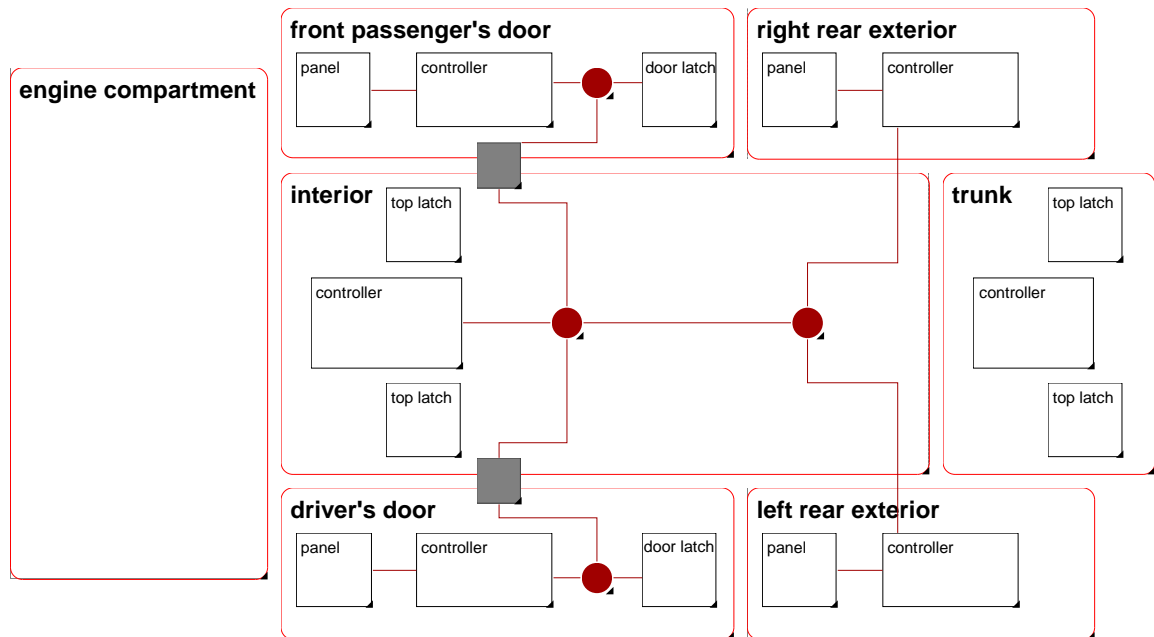 front passenger's door
panel
controller
door latch
right rear exterior
panel
controller
engine compartment
interior
top latch
controller
top latch
trunk
top latch
controller
top latch
driver's door
panel
controller
door latch
left rear exterior
panel
controller